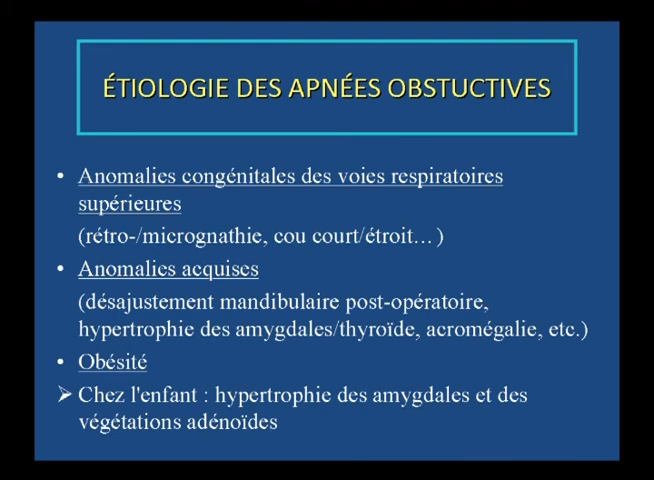 ÉTIOLOGIE DES APNÉES OBSTUCTIVES
• Anomalies congénitales des voies respiratoires
supérieures
(rétro-/micrognathie, cou court/étroit…)
• Anomalies acquises
(désajustement mandibulaire post-opératoire,
hypertrophie des amygdales/thyroïde, acromégalie, etc.)
• Obésité
➢ Chez l'enfant : hypertrophie des amygdales et des
végétations adénoïdes